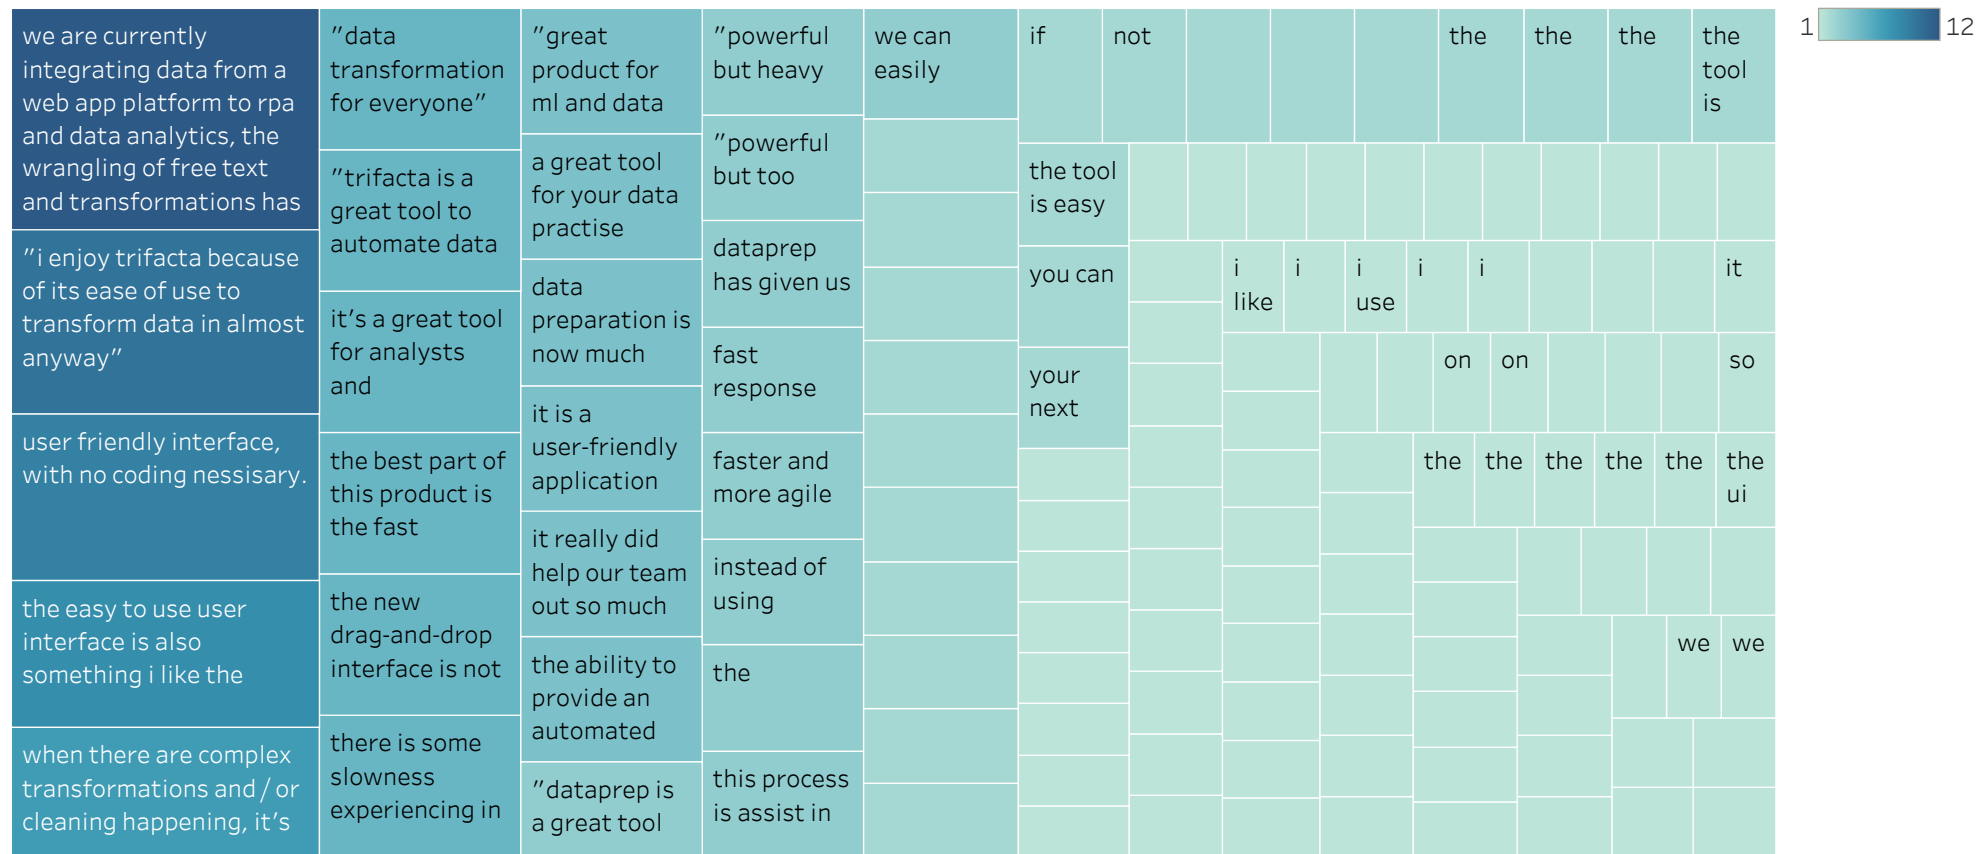 we are currently
integrating data from a
web app platform to rpa
and data analytics, the
wrangling of free text
and transformations has
"i enjoy trifacta because
of its ease of use to
transform data in almost
anyway"
user friendly interface,
with no coding nessisary.
the easy to use user
interface is also
something i like the
when there are complex
transformations and / or
cleaning happening, it's
"data
transformation
for everyone"
"trifacta is a
great tool to
automate data
it's a great tool
for analysts
and
the best part of
this product is
the fast
the new
drag-and-drop
interface is not
there is some
slowness
experiencing in
"great
product for
ml and data
a great tool
for your data
practise
data
preparation is
now much
it is a
user-friendly
application
it really did
help our team
out so much
the ability to
provide an
automated
"dataprep is
a great tool
"powerful
but heavy
"powerful
but too
dataprep
has given us
fast
response
faster and
more agile
instead of
using
the
this process
is assist in
we can
easily
if
not
the
the
the
the
tool
is
the tool
is easy
you can
your
next
i
like
i
i
use
i
i
it
on
on
so
the
the
the
the
the
the
ui
we
we
1
12